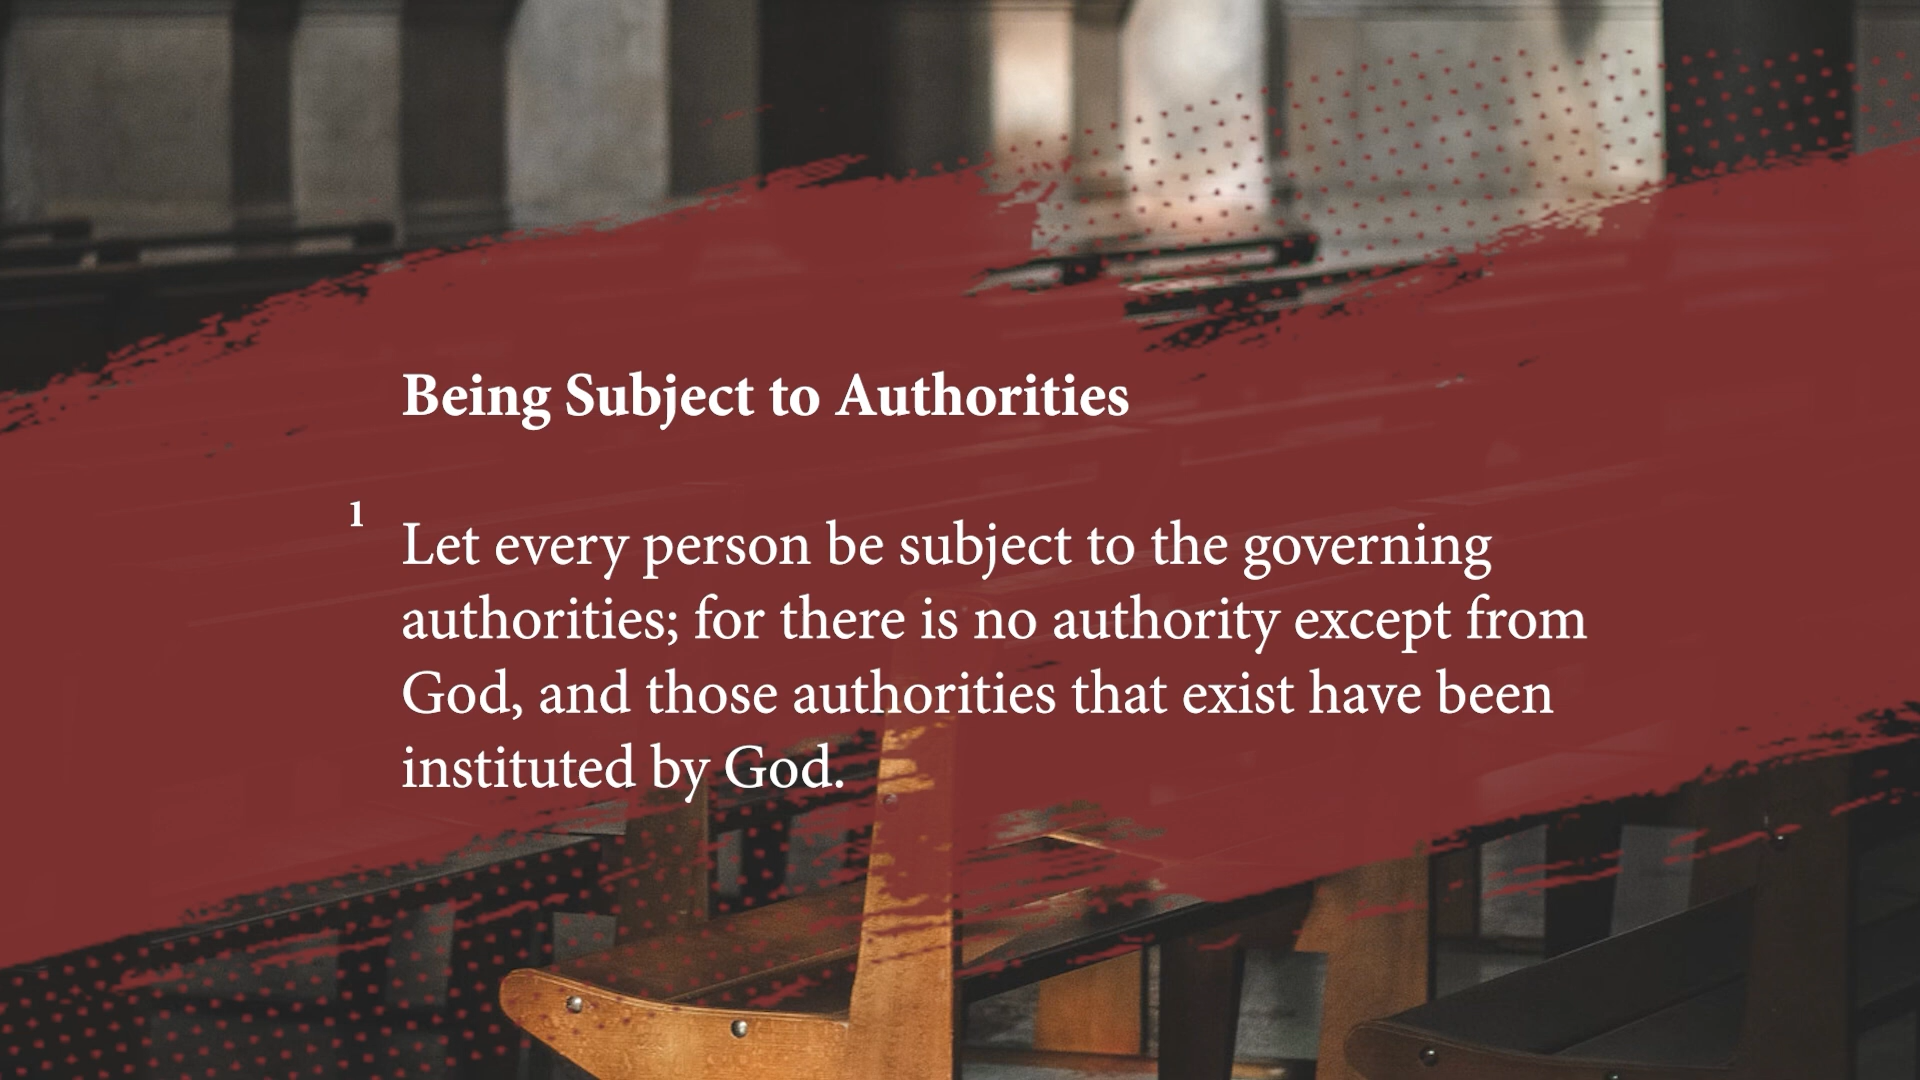 Being Subject to Authorities
1
Let every person be subject to the governing
authorities; for there is no authority except from
God, and those authorities that exist have been
instituted by God.